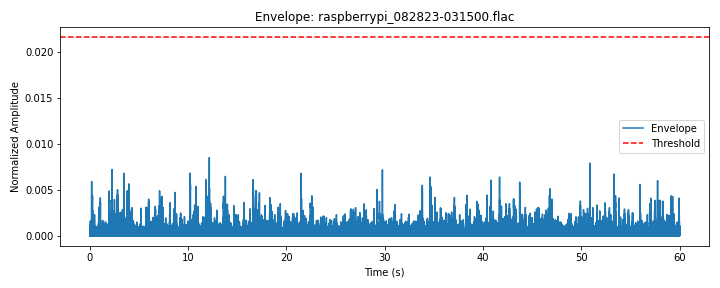 Envelope: raspberrypi_082823-031500.flac
Normalized Amplitude
0.020
0.015
0.010
0.005
0.000
Envelope
Threshold
0 10 20 30 40 50 60
Time (s)